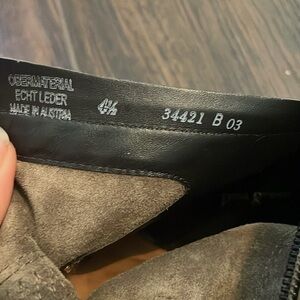 OBERMATERIAL
ECHT LEDER
MADE IN AUSTRIA
4½
34421 B 03